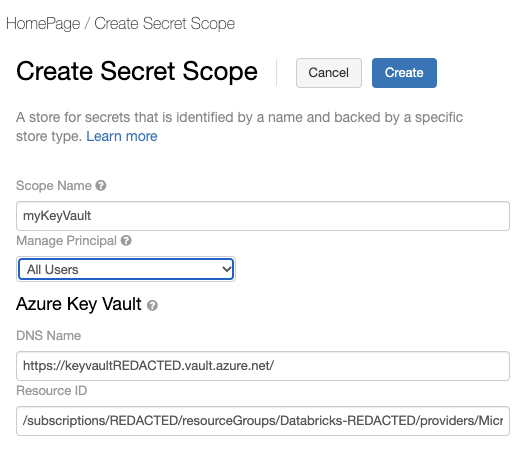 HomePage / Create Secret Scope
Create Secret Scope
Cancel
Create
A store for secrets that is identified by a name and backed by a specific
store type. Learn more
Scope Name
myKeyVault
Manage Principal
All Users
Azure Key Vault
DNS Name
https://keyvaultREDACTED.vault.azure.net/
Resource ID
/subscriptions/REDACTED/resourceGroups/Databricks-REDACTED/providers/Micr